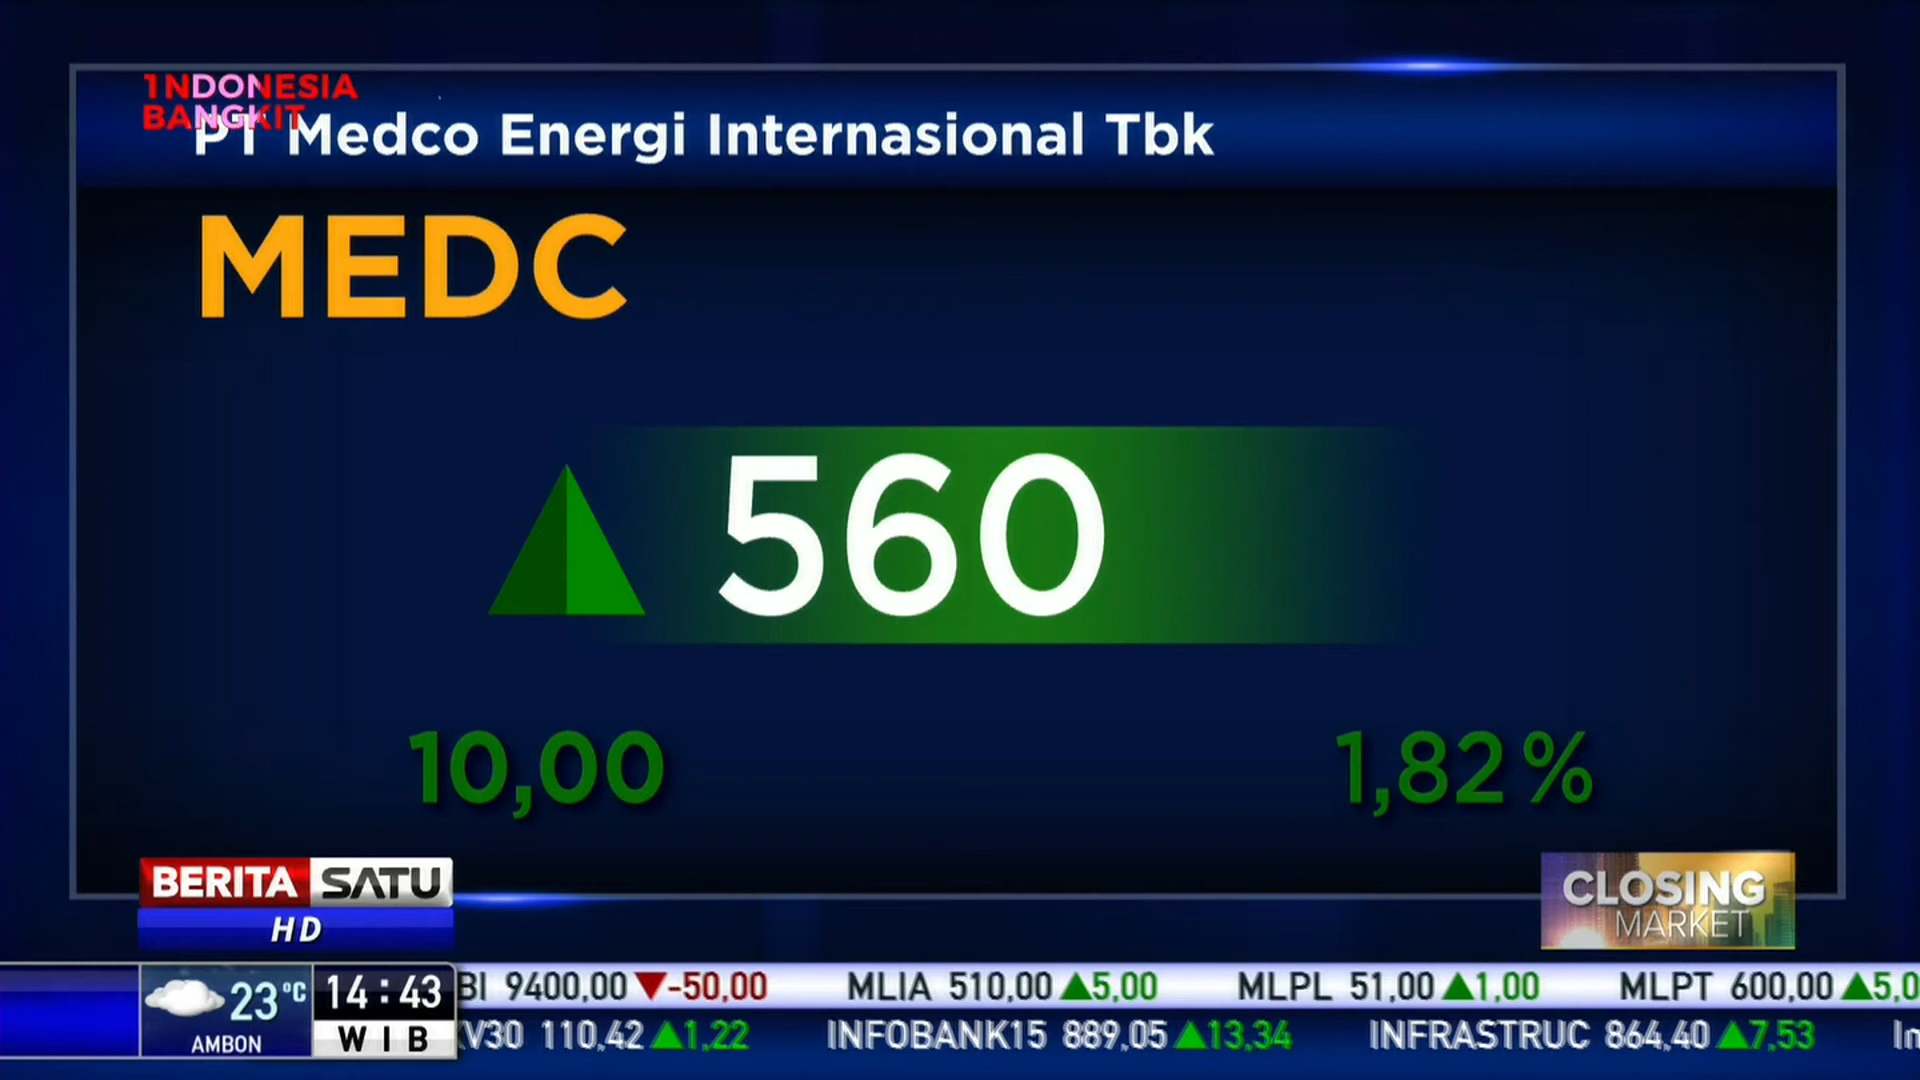 1NDONESIA
BANGKIT
PT Medco Energi Internasional Tbk
MEDC
560
10,00
1,82 %
BERITA SATU
HD
CLOSING
MARKET
23°C
AMBON
14:43
WIB
BI 9400,00 ▼-50,00 MLIA 510,00 ▲5,00 MLPL 51,00 ▲1,00 MLPT 600,00 ▲5,0
V30 110,42 ▲1,22 INFOBANK15 889,05 ▲13,34 INFRASTRUC 864,40 ▲7,53 In